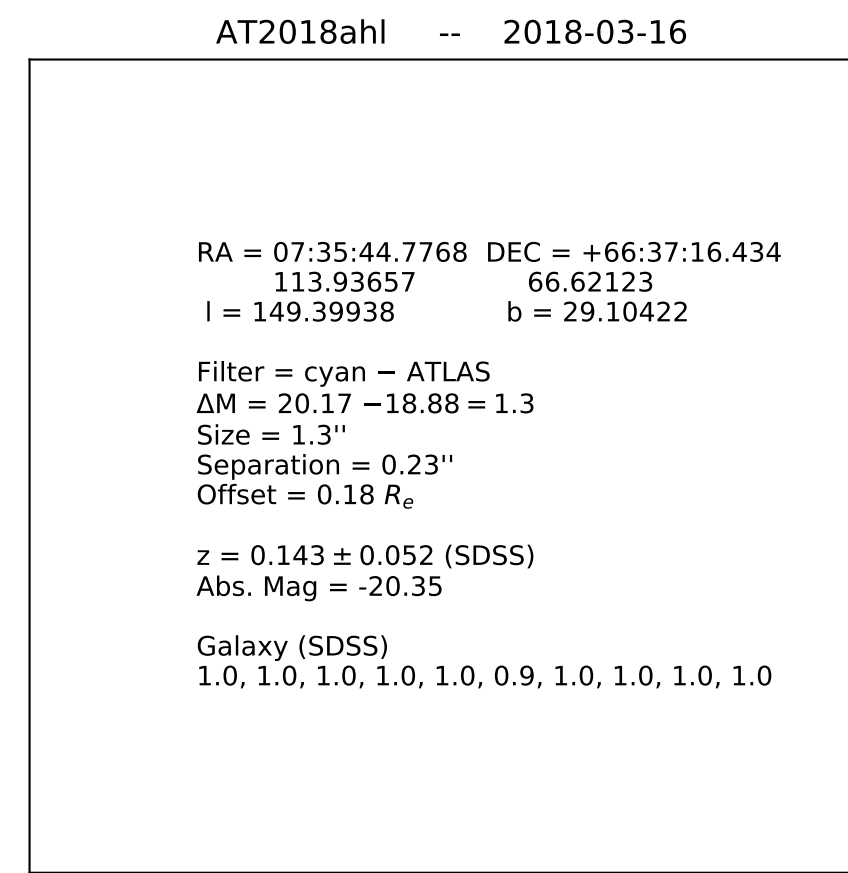 AT2018ahl -- 2018-03-16
RA = 07:35:44.7768 DEC = +66:37:16.434
113.93657 66.62123
l = 149.39938 b = 29.10422
Filter = cyan − ATLAS
ΔM = 20.17 −18.88 = 1.3
Size = 1.3''
Separation = 0.23''
Offset = 0.18 Re
z = 0.143 ± 0.052 (SDSS)
Abs. Mag = -20.35
Galaxy (SDSS)
1.0, 1.0, 1.0, 1.0, 1.0, 0.9, 1.0, 1.0, 1.0, 1.0